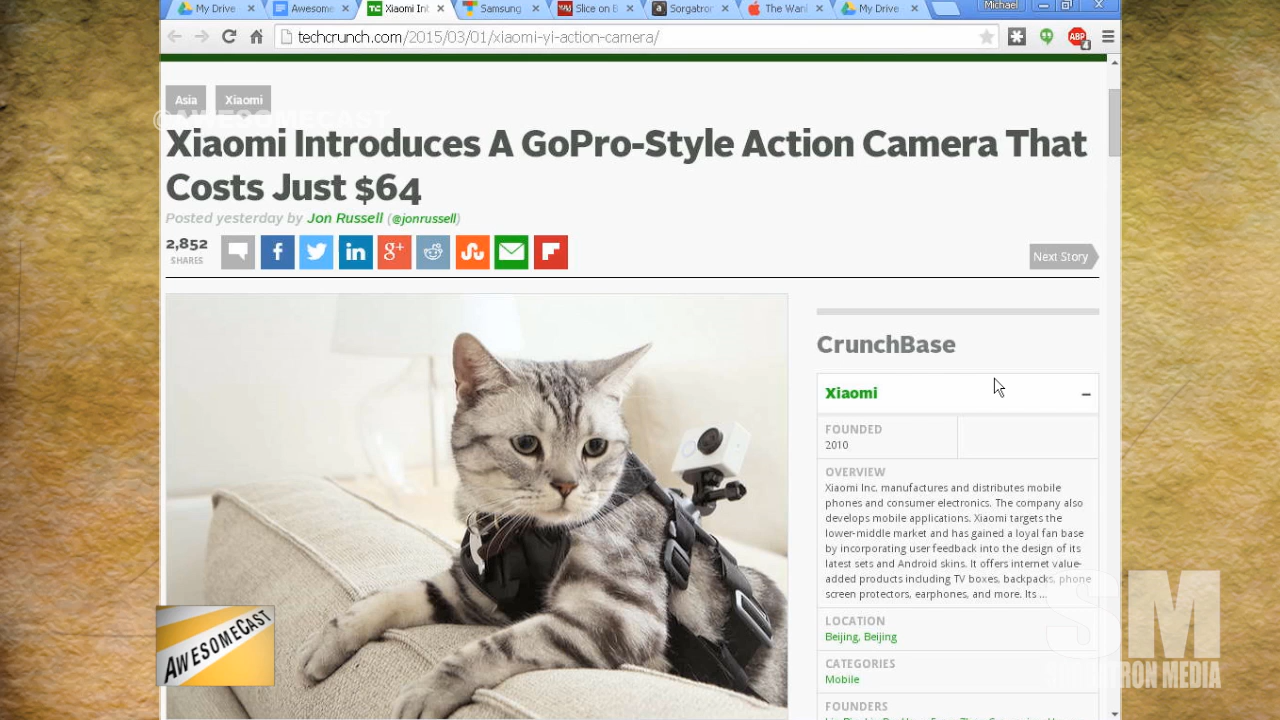 My Drive
Awesome
Xiaomi Int
Samsung
Slice on B
Sorgatron
The Wan
My Drive
Michael
techcrunch.com/2015/03/01/xiaomi-yi-action-camera/
ABP
4
Asia
Xiaomi
@AWESOMECAST
Xiaomi Introduces A GoPro-Style Action Camera That
Costs Just $64
Posted yesterday by Jon Russell (@jonrussell)
2,852
SHARES
Next Story
CrunchBase
Xiaomi
FOUNDED
2010
OVERVIEW
Xiaomi Inc. manufactures and distributes mobile
phones and consumer electronics. The company also
develops mobile applications. Xiaomi targets the
lower-middle market and has gained a loyal fan base
by incorporating user feedback into the design of its
latest sets and Android skins. It offers internet value-
added products including TV boxes, backpacks, phone
screen protectors, earphones, and more. Its ...
LOCATION
Beijing, Beijing
CATEGORIES
Mobile
FOUNDERS
AWESOMECAST
SM
SORGATRON MEDIA